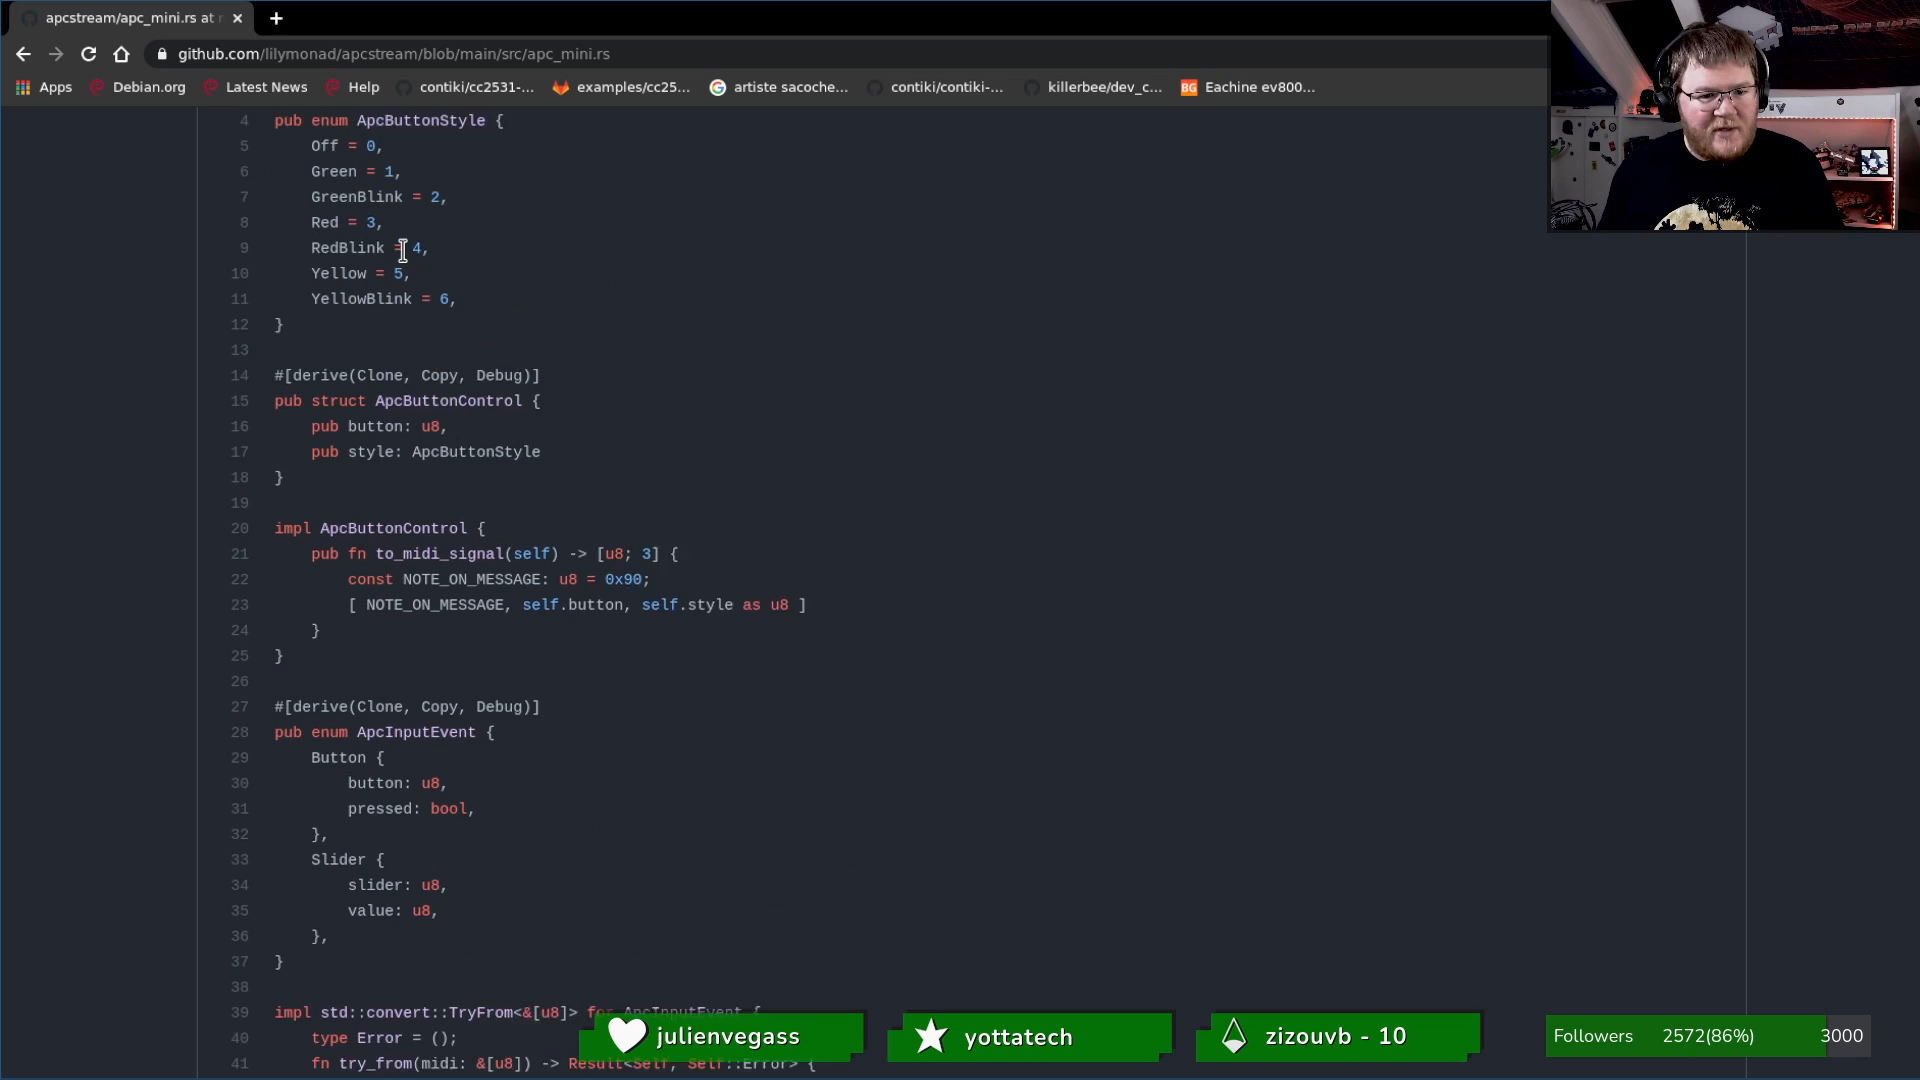 apcstream/apc_mini.rs at
github.com/lilymonad/apcstream/blob/main/src/apc_mini.rs
Apps Debian.org Latest News Help contiki/cc2531-... examples/cc25... artiste sacoche... contiki/contiki-... killerbee/dev_c... BG Eachine ev800...
4 pub enum ApcButtonStyle {
5 Off = 0,
6 Green = 1,
7 GreenBlink = 2,
8 Red = 3,
9 RedBlink = 4,
10 Yellow = 5,
11 YellowBlink = 6,
12 }
13
14 #[derive(Clone, Copy, Debug)]
15 pub struct ApcButtonControl {
16 pub button: u8,
17 pub style: ApcButtonStyle
18 }
19
20 impl ApcButtonControl {
21 pub fn to_midi_signal(self) -> [u8; 3] {
22 const NOTE_ON_MESSAGE: u8 = 0x90;
23 [ NOTE_ON_MESSAGE, self.button, self.style as u8 ]
24 }
25 }
26
27 #[derive(Clone, Copy, Debug)]
28 pub enum ApcInputEvent {
29 Button {
30 button: u8,
31 pressed: bool,
32 },
33 Slider {
34 slider: u8,
35 value: u8,
36 },
37 }
38
39 impl std::convert::TryFrom<&[u8]> for ApcInputEvent {
40 type Error = ();
41 fn try_from(midi: &[u8]) -> Result<Self, Self::Error> {
julienvegass
yottatech
zizouvb - 10
Followers 2572(86%) 3000